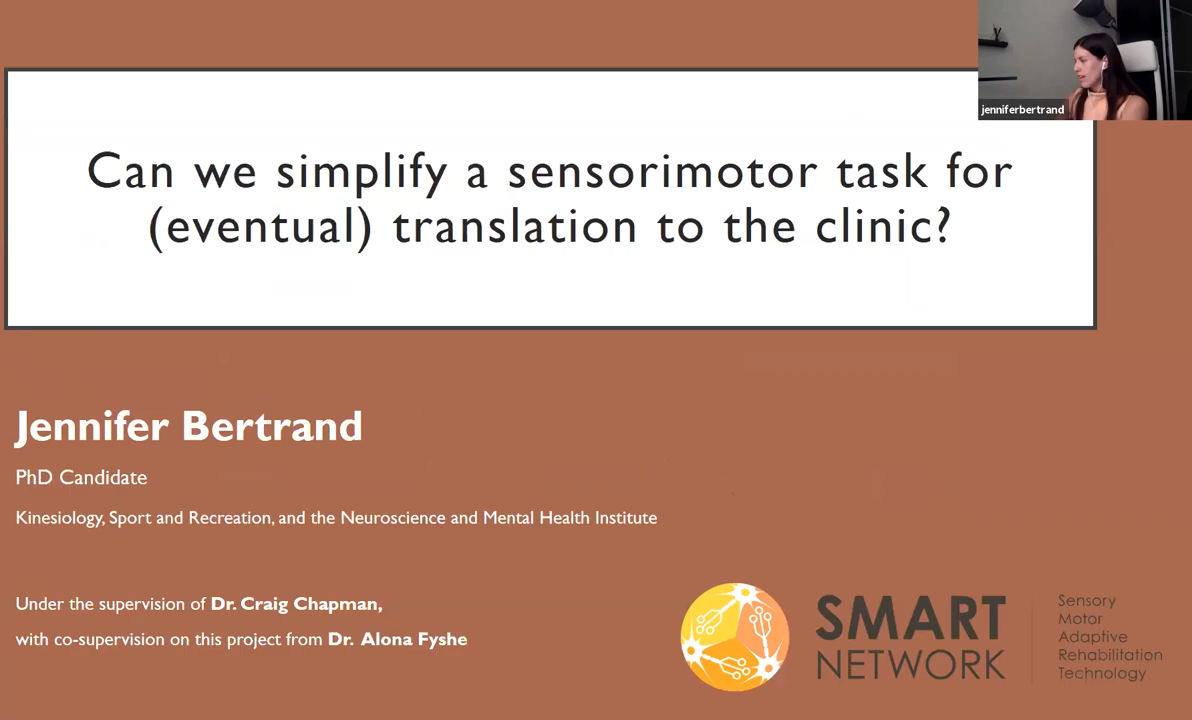 jenniferbertrand
Can we simplify a sensorimotor task for
(eventual) translation to the clinic?
Jennifer Bertrand
PhD Candidate
Kinesiology, Sport and Recreation, and the Neuroscience and Mental Health Institute
Under the supervision of Dr. Craig Chapman,
with co-supervision on this project from Dr. Alona Fyshe
SMART
NETWORK
Sensory
Motor
Adaptive
Rehabilitation
Technology